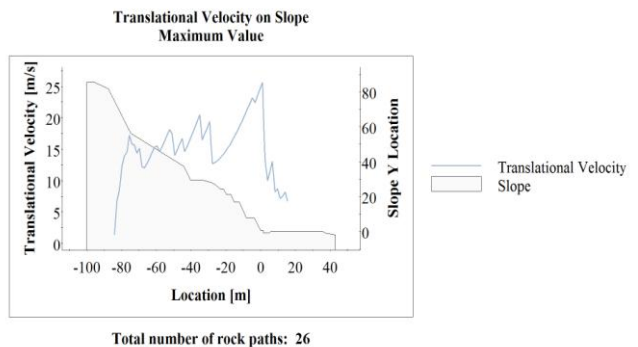 Translational Velocity on Slope
Maximum Value
Translational Velocity [m/s]
25
20
15
10
5
0
Slope Y Location
80
60
40
20
0
-100 -80 -60 -40 -20 0 20 40
Location [m]
Translational Velocity
Slope
Total number of rock paths: 26